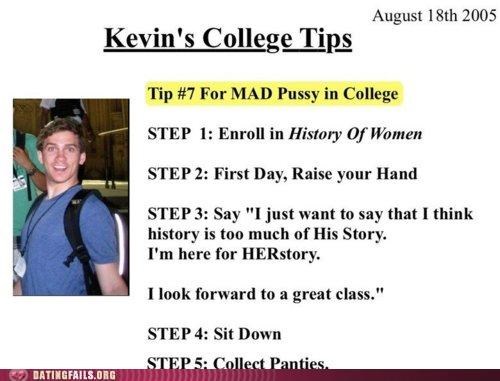 August 18th 2005
Kevin's College Tips
Tip #7 For MAD Pussy in College
STEP 1: Enroll in History Of Women
STEP 2: First Day, Raise your Hand
STEP 3: Say "I just want to say that I think
history is too much of His Story.
I'm here for HERstory.
I look forward to a great class."
STEP 4: Sit Down
STEP 5: Collect Panties.
DATINGFAILS.ORG